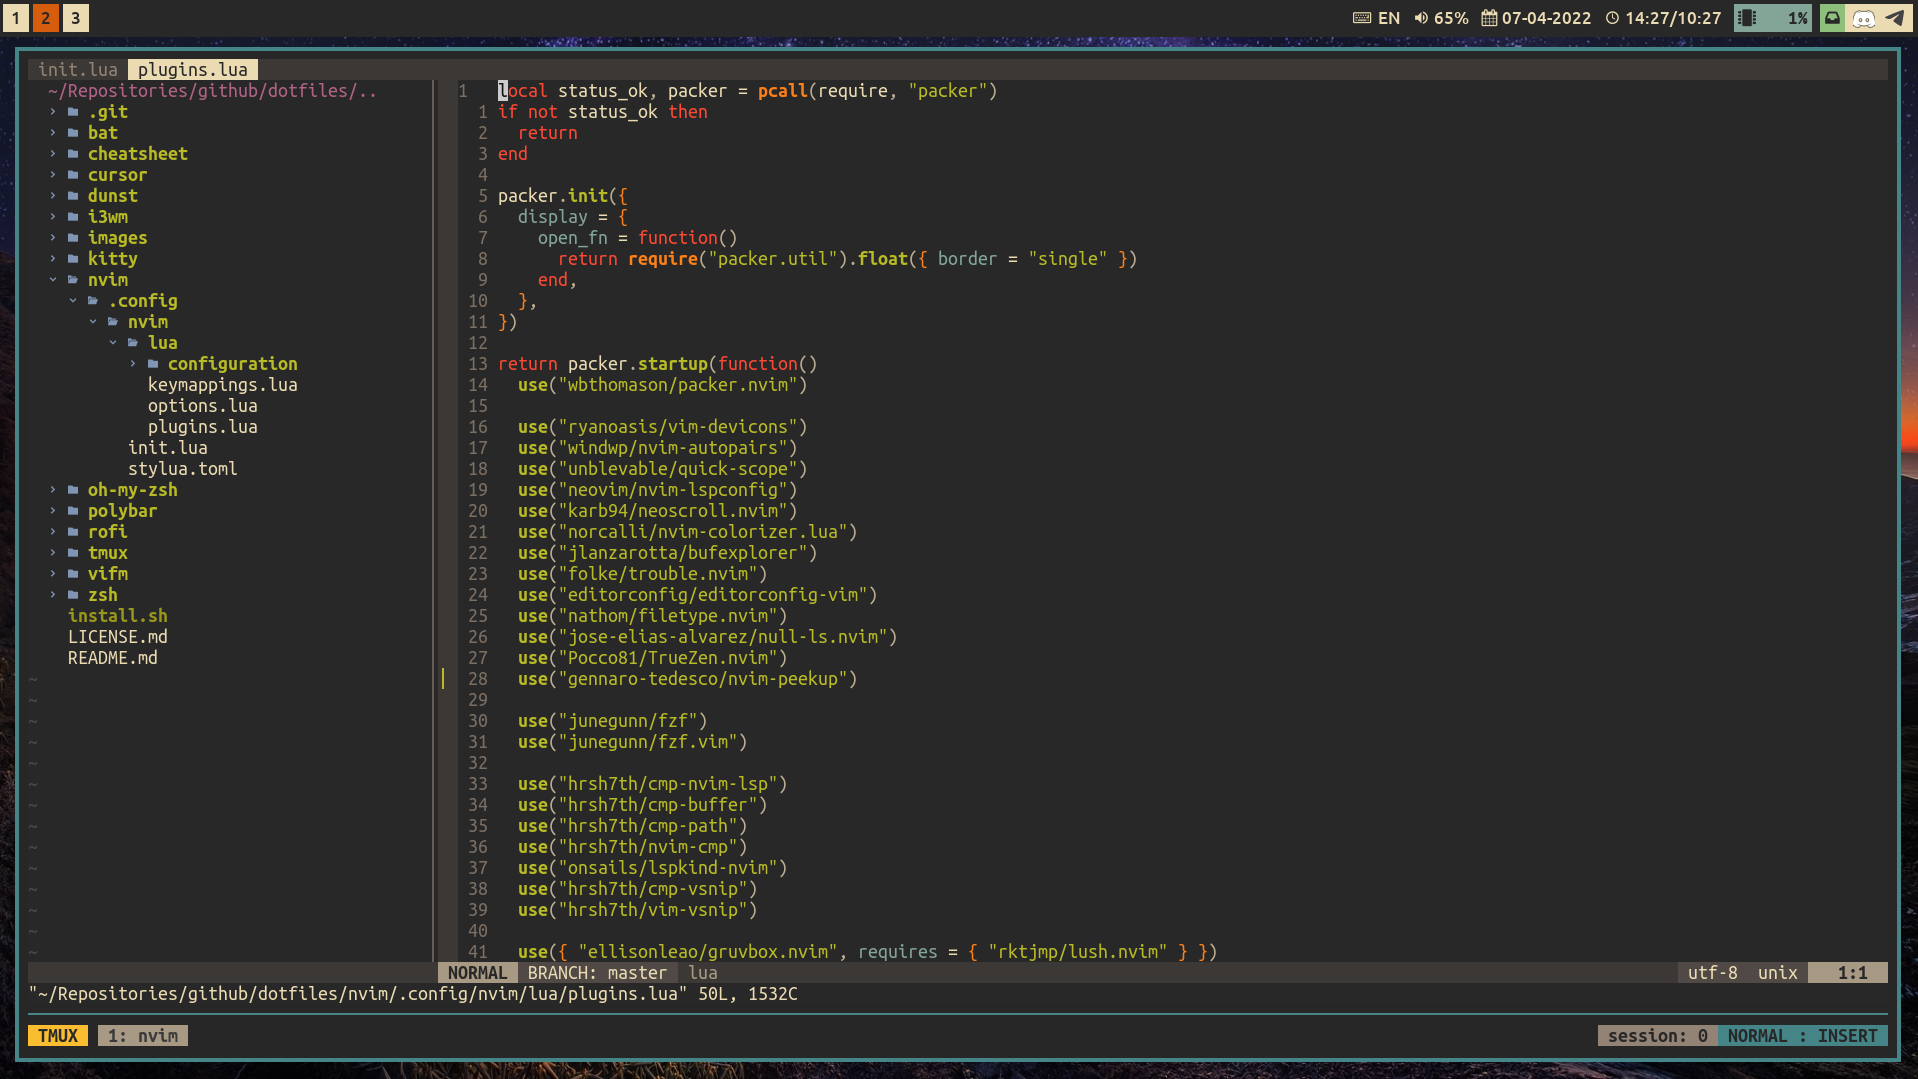 1 2 3 EN 65% 07-04-2022 14:27/10:27 1%
init.lua plugins.lua
~/Repositories/github/dotfiles/..
.git
bat
cheatsheet
cursor
dunst
i3wm
images
kitty
nvim
.config
nvim
lua
configuration
keymappings.lua
options.lua
plugins.lua
init.lua
stylua.toml
oh-my-zsh
polybar
rofi
tmux
vifm
zsh
install.sh
LICENSE.md
README.md
~
~
~
~
~
~
~
~
~
~
~
~
~
~
1 local status_ok, packer = pcall(require, "packer")
1 if not status_ok then
2 return
3 end
4
5 packer.init({
6 display = {
7 open_fn = function()
8 return require("packer.util").float({ border = "single" })
9 end,
10 },
11 })
12
13 return packer.startup(function()
14 use("wbthomason/packer.nvim")
15
16 use("ryanoasis/vim-devicons")
17 use("windwp/nvim-autopairs")
18 use("unblevable/quick-scope")
19 use("neovim/nvim-lspconfig")
20 use("karb94/neoscroll.nvim")
21 use("norcalli/nvim-colorizer.lua")
22 use("jlanzarotta/bufexplorer")
23 use("folke/trouble.nvim")
24 use("editorconfig/editorconfig-vim")
25 use("nathom/filetype.nvim")
26 use("jose-elias-alvarez/null-ls.nvim")
27 use("Pocco81/TrueZen.nvim")
28 use("gennaro-tedesco/nvim-peekup")
29
30 use("junegunn/fzf")
31 use("junegunn/fzf.vim")
32
33 use("hrsh7th/cmp-nvim-lsp")
34 use("hrsh7th/cmp-buffer")
35 use("hrsh7th/cmp-path")
36 use("hrsh7th/nvim-cmp")
37 use("onsails/lspkind-nvim")
38 use("hrsh7th/cmp-vsnip")
39 use("hrsh7th/vim-vsnip")
40
41 use({ "ellisonleao/gruvbox.nvim", requires = { "rktjmp/lush.nvim" } })
NORMAL BRANCH: master lua utf-8 unix 1:1
"~/Repositories/github/dotfiles/nvim/.config/nvim/lua/plugins.lua" 50L, 1532C
TMUX 1: nvim session: 0 NORMAL : INSERT